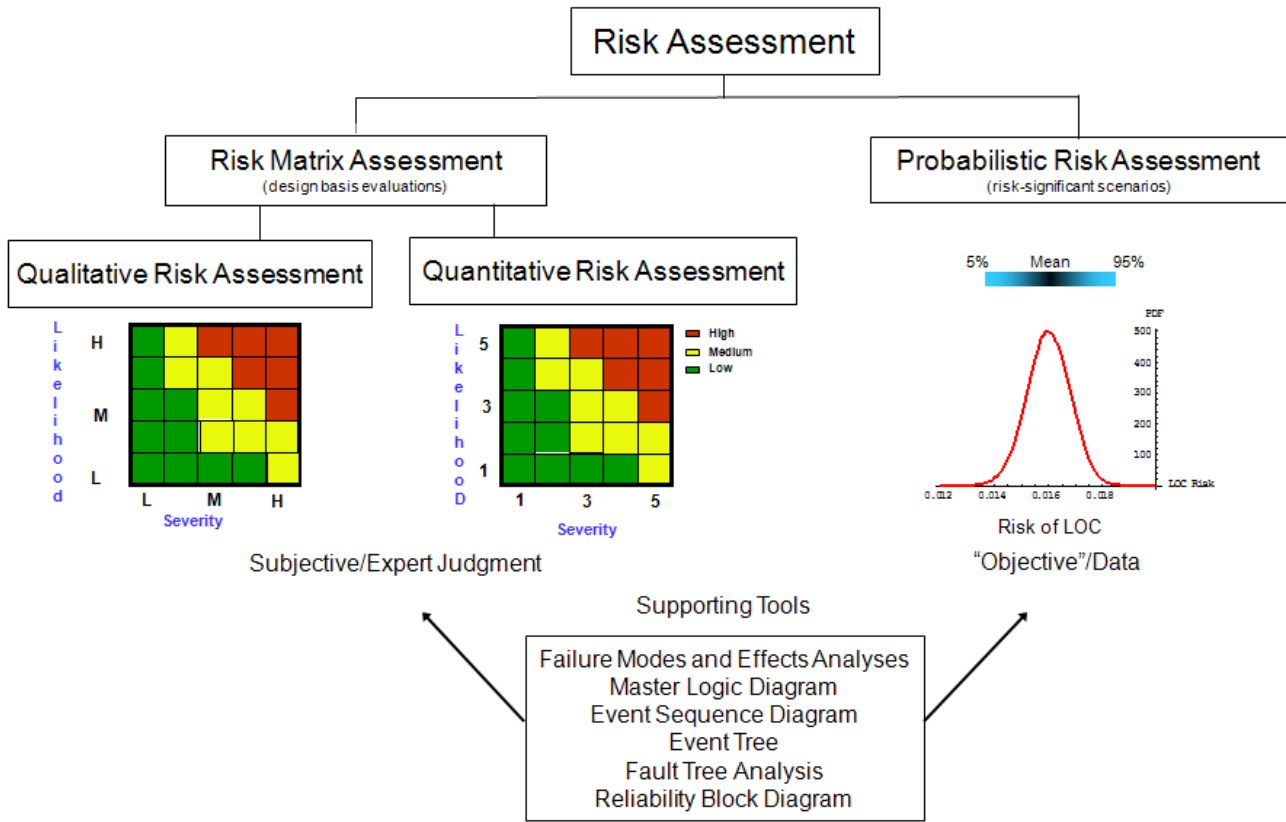 Risk Assessment
Risk Matrix Assessment
(design basis evaluations)
Probabilistic Risk Assessment
(risk-significant scenarios)
Qualitative Risk Assessment
Quantitative Risk Assessment
Likelihood
H
M
L
L M H
Severity
LikelihooD
5
3
1
1 3 5
Severity
High
Medium
Low
5% Mean 95%
PDF
500
400
300
200
100
LOC Risk
0.012 0.014 0.016 0.018
Risk of LOC
Subjective/Expert Judgment
“Objective”/Data
Supporting Tools
Failure Modes and Effects Analyses
Master Logic Diagram
Event Sequence Diagram
Event Tree
Fault Tree Analysis
Reliability Block Diagram